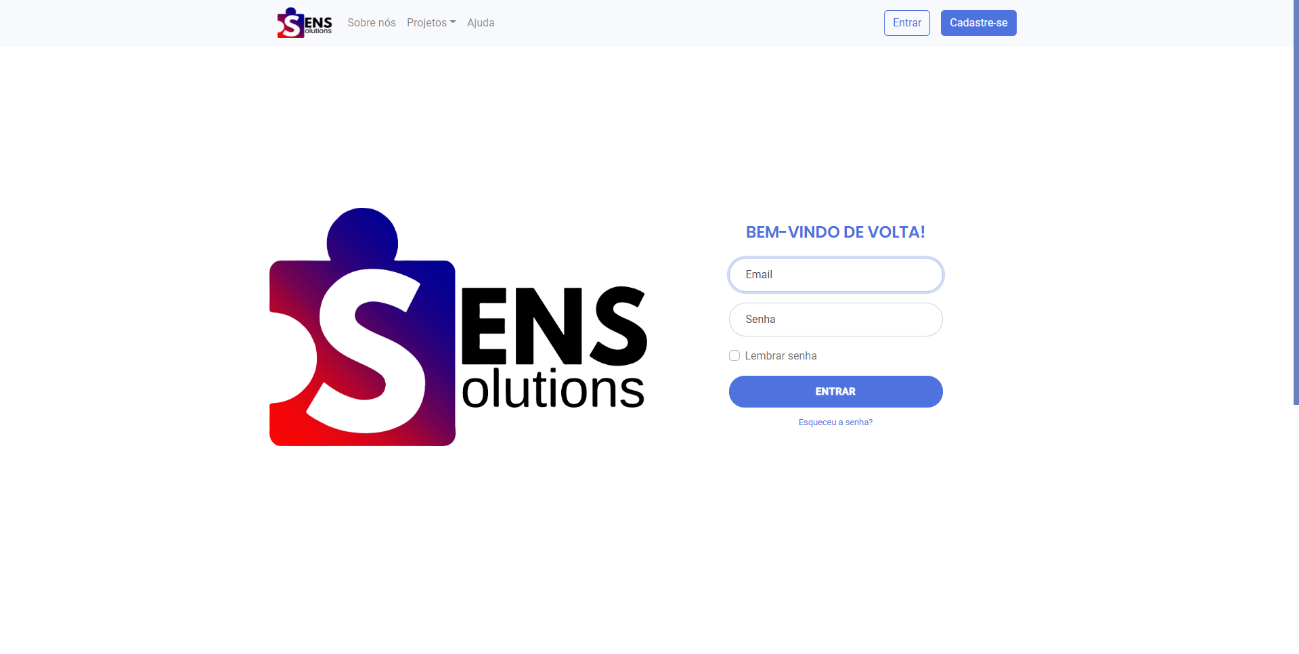 SENS
olutions
Sobre nós
Projetos
Ajuda
Entrar
Cadastre-se
SENS
olutions
BEM-VINDO DE VOLTA!
Email
Senha
Lembrar senha
ENTRAR
Esqueceu a senha?